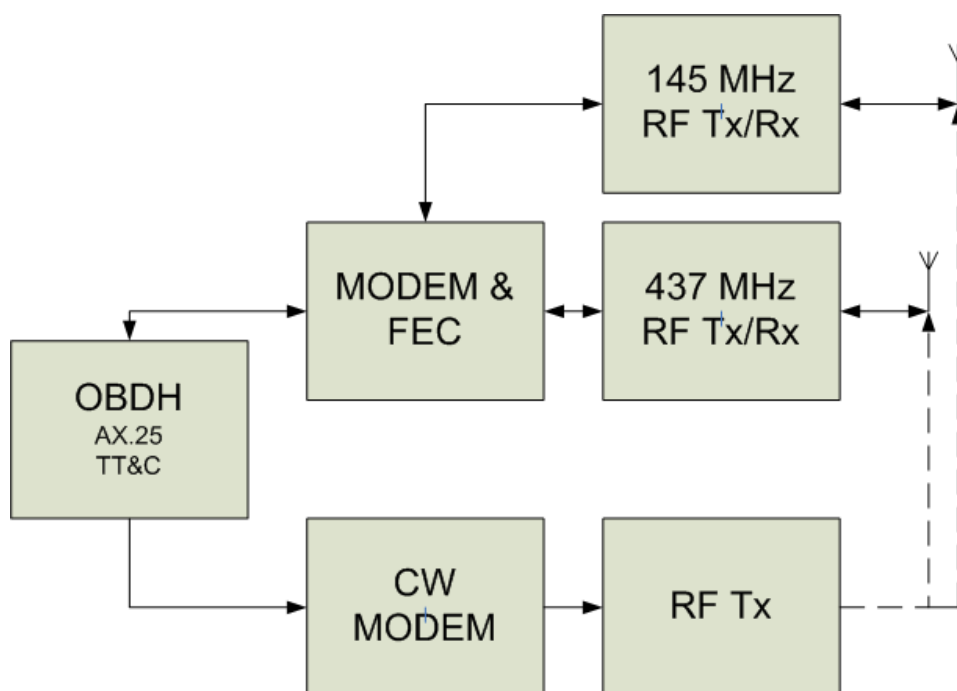 145 MHz
RF Tx/Rx
MODEM &
FEC
437 MHz
RF Tx/Rx
OBDH
AX.25
TT&C
CW
MODEM
RF Tx